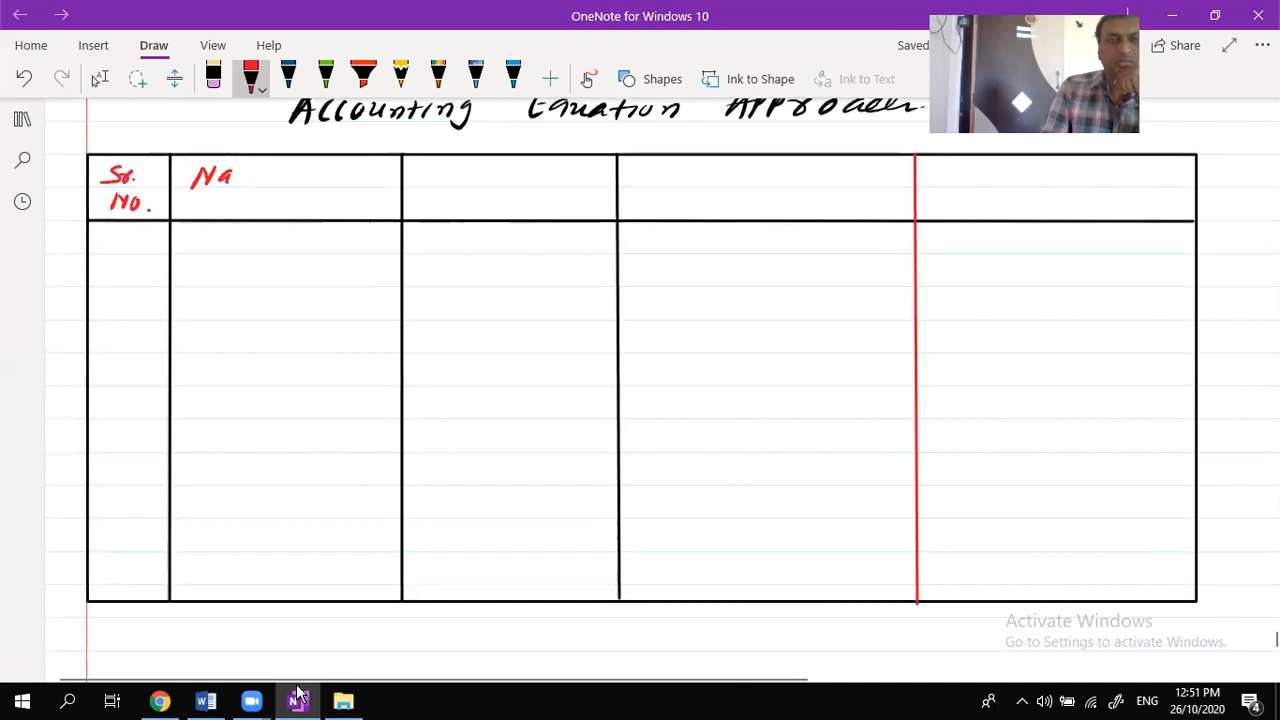 OneNote for Windows 10
Home Insert Draw View Help Saved Share
Shapes Ink to Shape Ink to Text
Accounting Equation Approach.
Sr. No. Na
Activate Windows
Go to Settings to activate Windows.
ENG 12:51 PM 26/10/2020 4